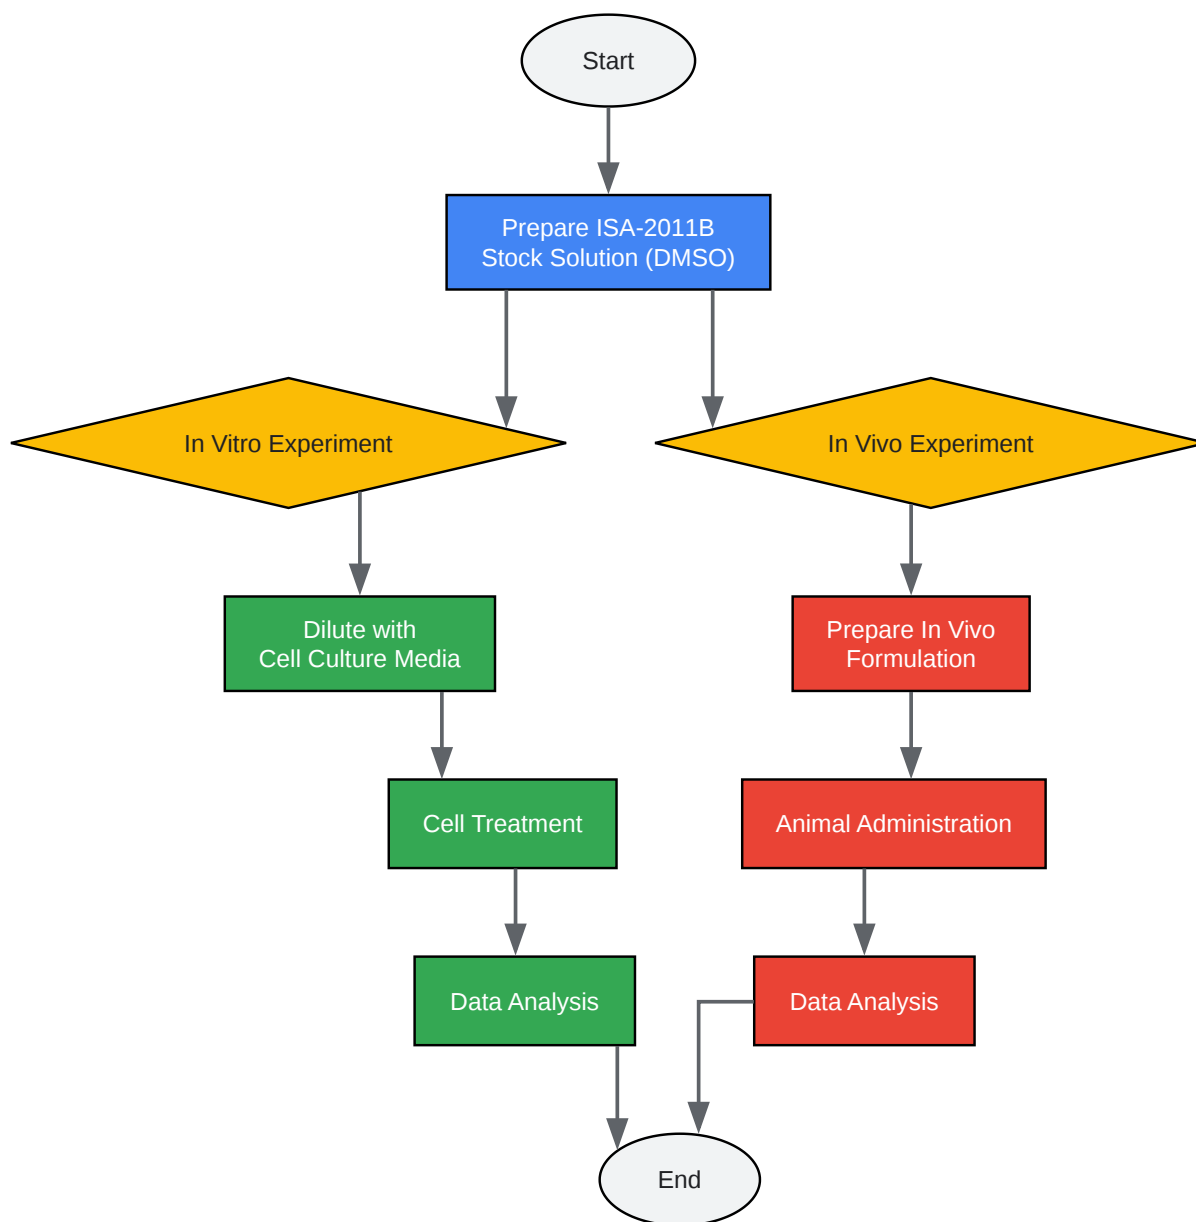 Start
Prepare ISA-2011B
Stock Solution (DMSO)
In Vitro Experiment
In Vivo Experiment
Dilute with
Cell Culture Media
Prepare In Vivo
Formulation
Cell Treatment
Animal Administration
Data Analysis
Data Analysis
End